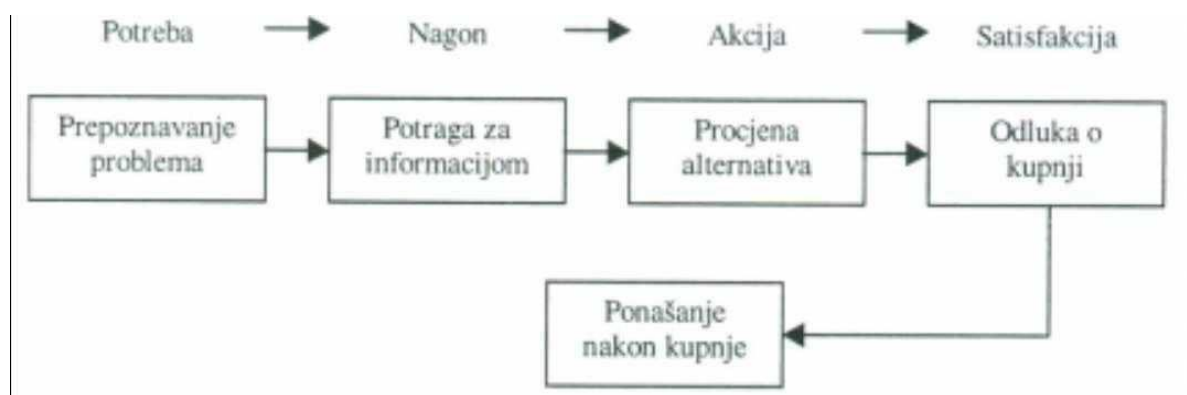 Potreba Nagon Akcija Satisfakcija
Prepoznavanje
problema
Potraga za
informacijom
Procjena
alternativa
Odluka o
kupnji
Ponašanje
nakon kupnje